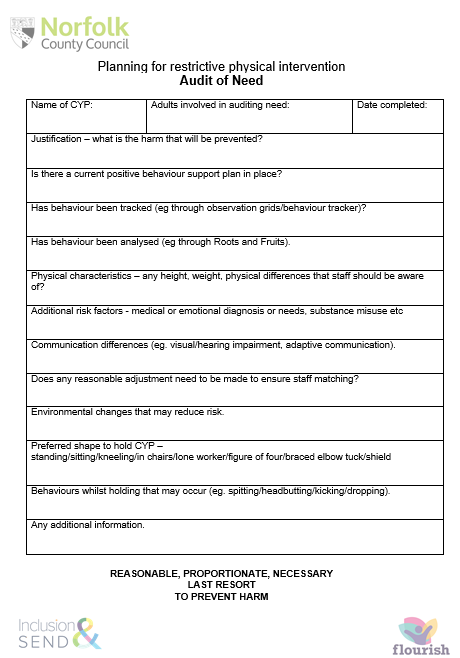 Norfolk
County Council
Planning for restrictive physical intervention
Audit of Need
Name of CYP:
Adults involved in auditing need:
Date completed:
Justification – what is the harm that will be prevented?
Is there a current positive behaviour support plan in place?
Has behaviour been tracked (eg through observation grids/behaviour tracker)?
Has behaviour been analysed (eg through Roots and Fruits).
Physical characteristics – any height, weight, physical differences that staff should be aware
of?
Additional risk factors - medical or emotional diagnosis or needs, substance misuse etc
Communication differences (eg. visual/hearing impairment, adaptive communication).
Does any reasonable adjustment need to be made to ensure staff matching?
Environmental changes that may reduce risk.
Preferred shape to hold CYP –
standing/sitting/kneeling/in chairs/lone worker/figure of four/braced elbow tuck/shield
Behaviours whilst holding that may occur (eg. spitting/headbutting/kicking/dropping).
Any additional information.
REASONABLE, PROPORTIONATE, NECESSARY
LAST RESORT
TO PREVENT HARM
Inclusion &
SEND
flourish